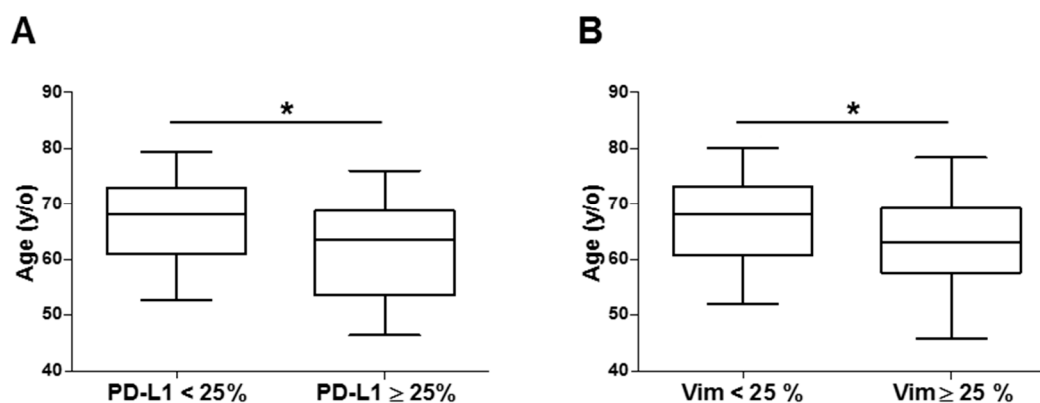 A
B
*
*
90
80
70
60
50
40
Age (y/o)
PD-L1 < 25%
PD-L1 ≥ 25%
90
80
70
60
50
40
Age (y/o)
Vim < 25 %
Vim ≥ 25 %